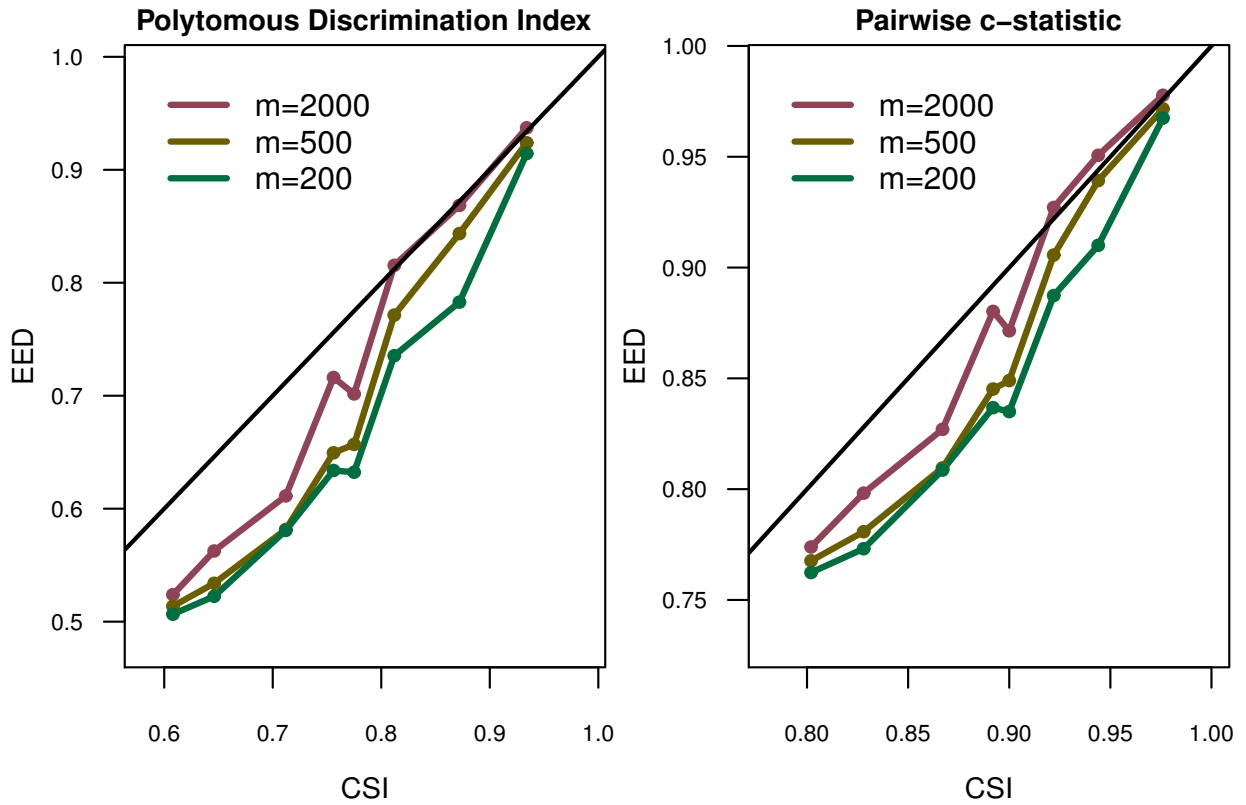 Polytomous Discrimination Index
1.0
0.9
0.8
0.7
0.6
0.5
EED
m=2000
m=500
m=200
0.6 0.7 0.8 0.9 1.0
CSI
Pairwise c−statistic
1.00
0.95
0.90
0.85
0.80
0.75
EED
m=2000
m=500
m=200
0.80 0.85 0.90 0.95 1.00
CSI